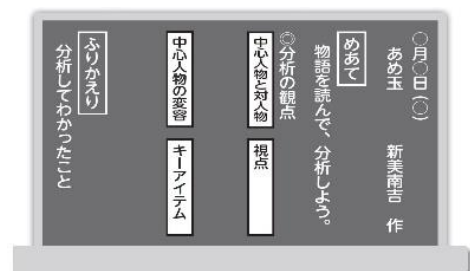 ○月○日(○)
あめ玉　新美南吉　作
めあて
物語を読んで、分析しよう。
◎分析の観点
中心人物と対人物
視点
中心人物の変容
キーアイテム
ふりかえり
分析してわかったこと